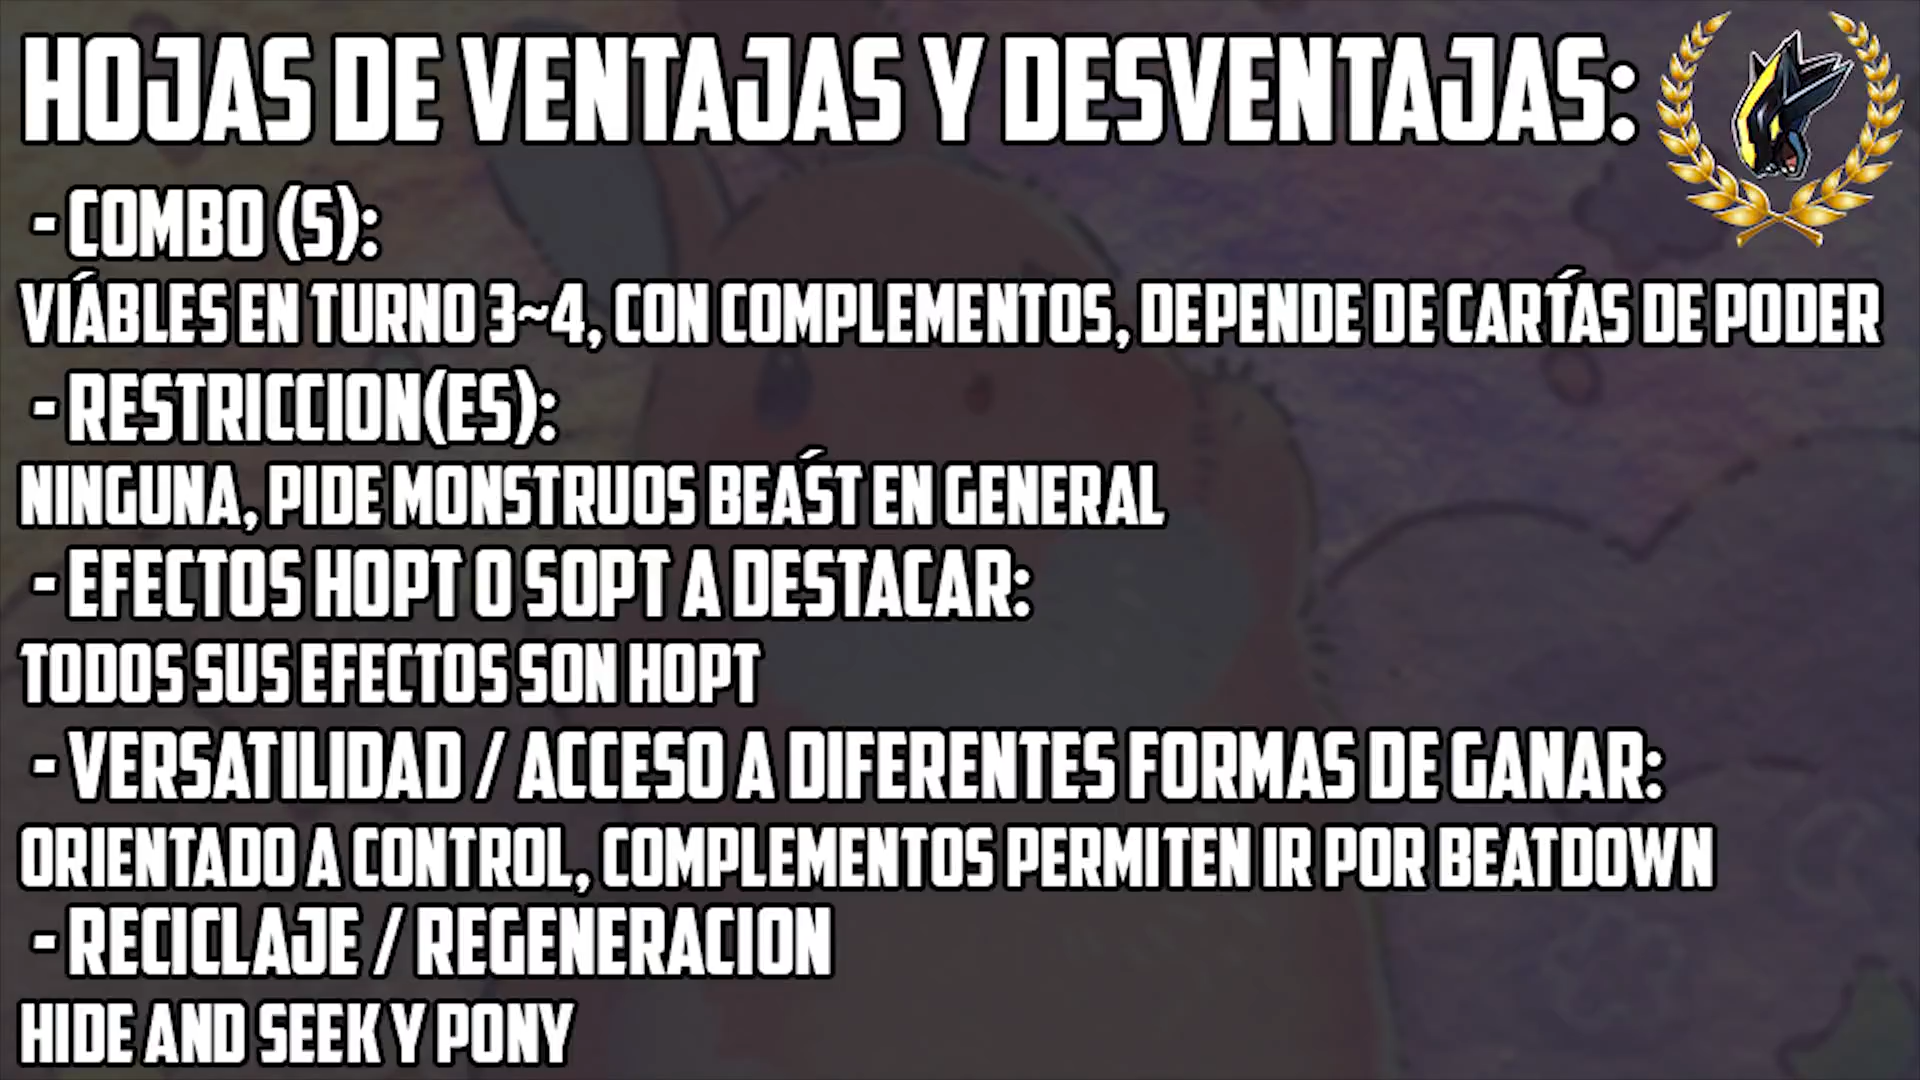 HOJAS DE VENTAJAS Y DESVENTAJAS:
- COMBO (S):
VIÁBLES EN TURNO 3~4, CON COMPLEMENTOS, DEPENDE DE CARTÁS DE PODER
- RESTRICCION(ES):
NINGUNA, PIDE MONSTRUOS BEAŚT EN GENERAL
- EFECTOS HOPT O SOPT A DESTACAR:
TODOS SUS EFECTOS SON HOPT
- VERSATILIDAD / ACCESO A DIFERENTES FORMAS DE GANAR:
ORIENTADO A CONTROL, COMPLEMENTOS PERMITEN IR POR BEATDOWN
- RECICLAJE / REGENERACION
HIDE AND SEEK Y PONY